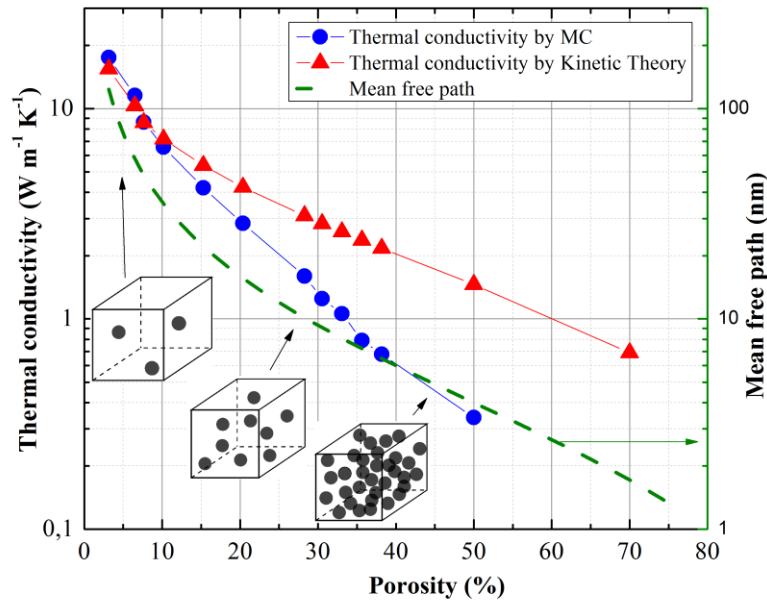 Thermal conductivity by MC
Thermal conductivity by Kinetic Theory
Mean free path
Thermal conductivity (W m⁻¹ K⁻¹)
10
1
0,1
100
10
1
Mean free path (nm)
0 10 20 30 40 50 60 70 80
Porosity (%)